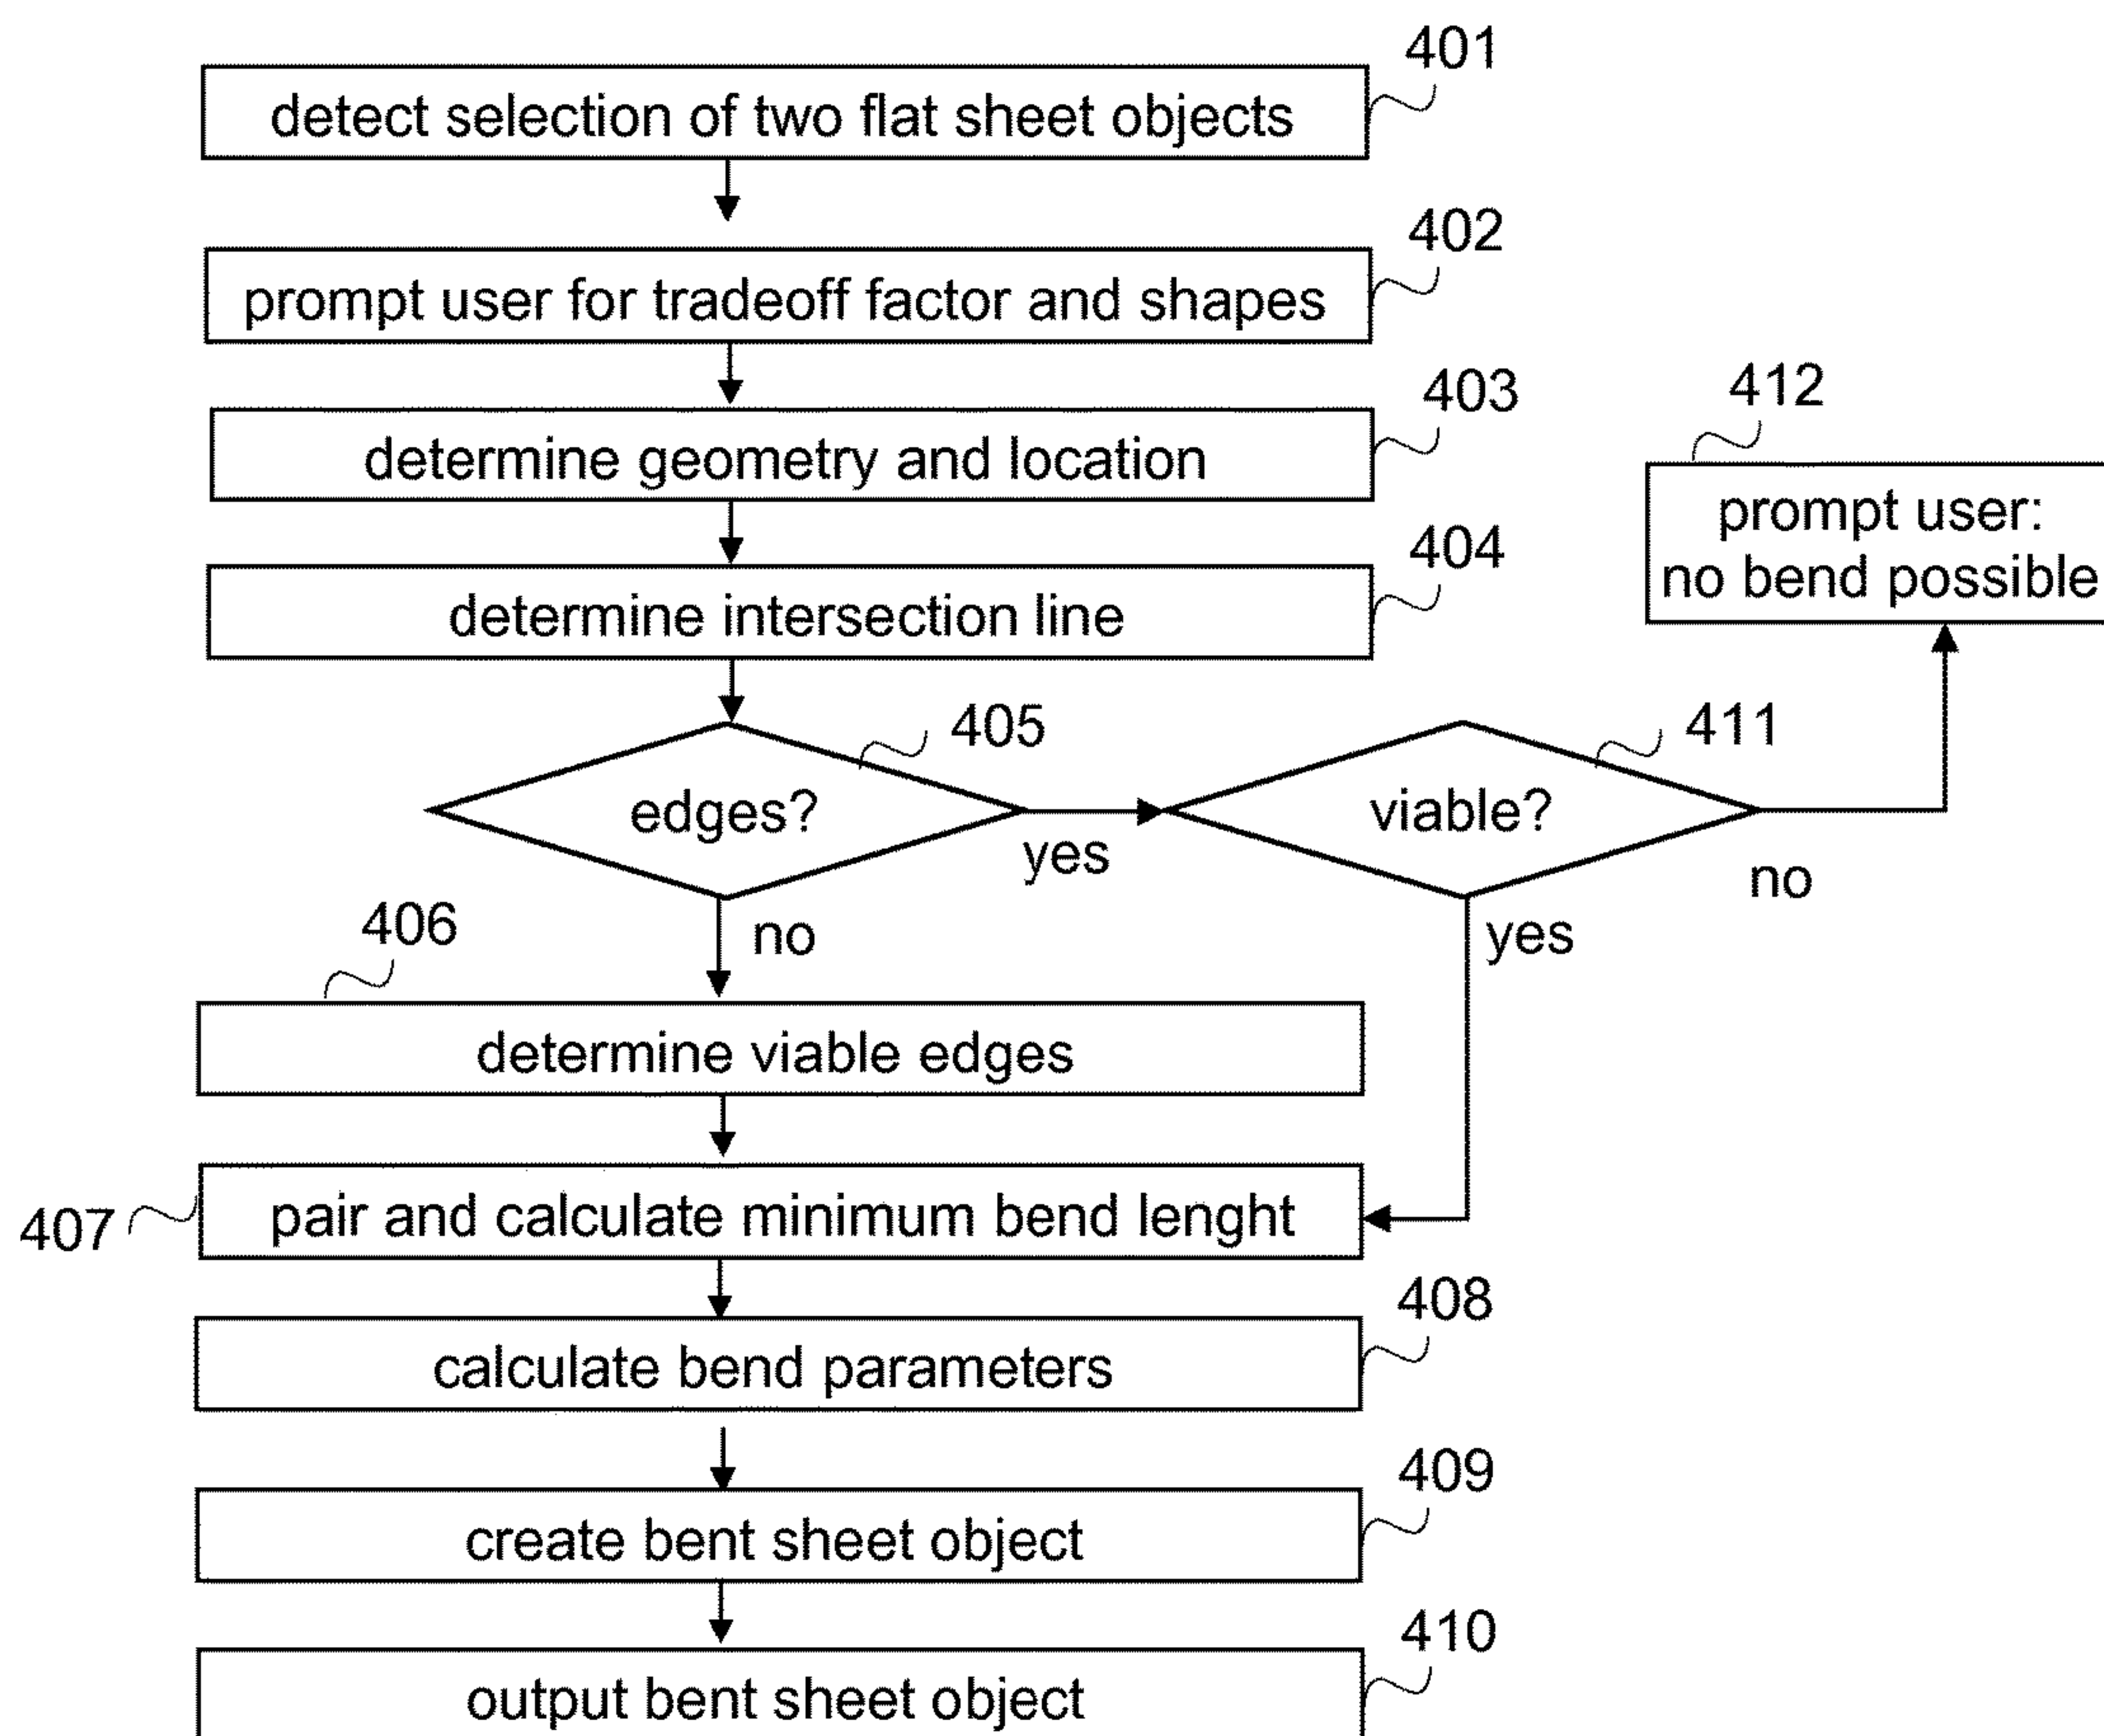 401
detect selection of two flat sheet objects
402
prompt user for tradeoff factor and shapes
403
determine geometry and location
412
prompt user:
no bend possible
404
determine intersection line
405
411
edges?
viable?
yes
no
406
no
yes
determine viable edges
407
pair and calculate minimum bend lenght
408
calculate bend parameters
409
create bent sheet object
410
output bent sheet object